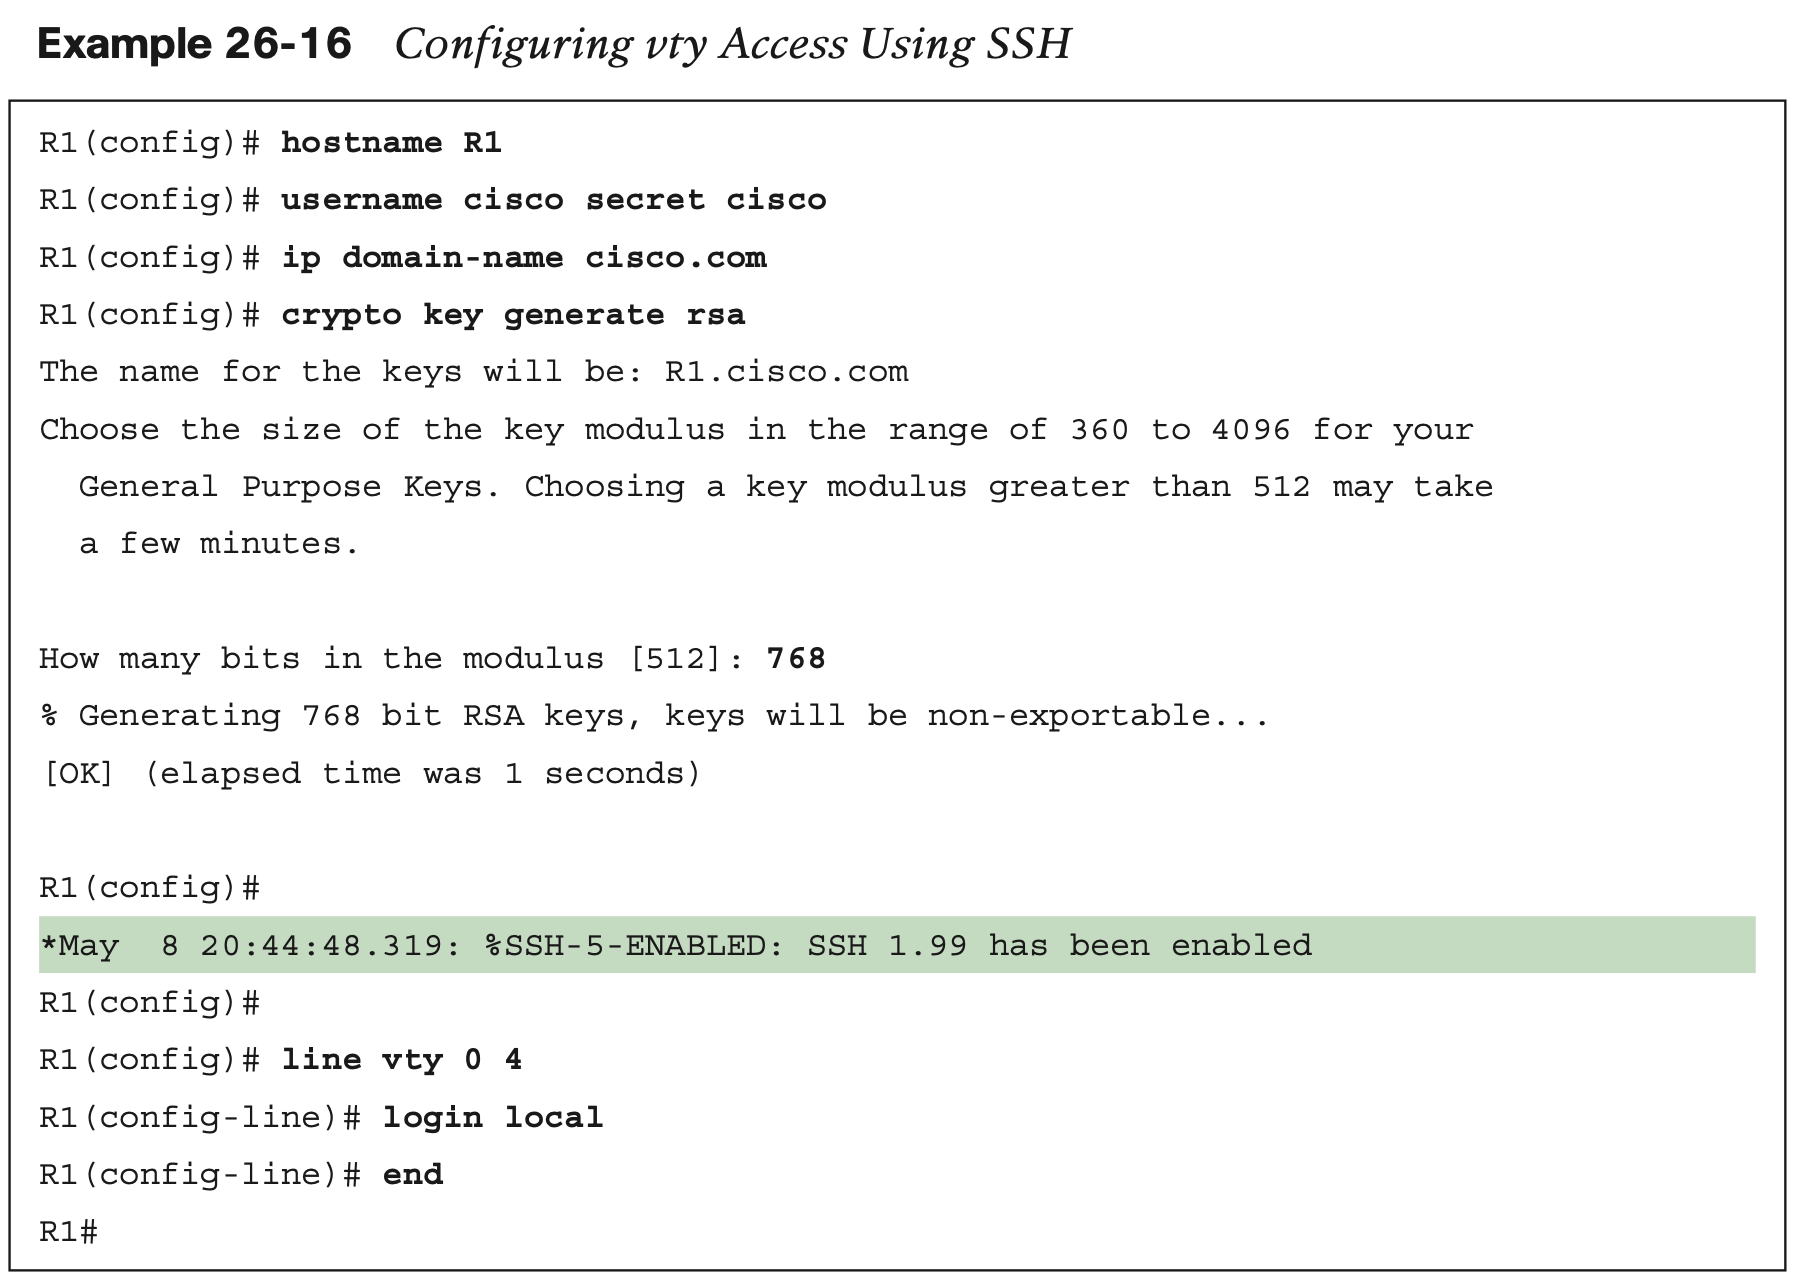 Example 26-16 Configuring vty Access Using SSH
R1(config)# hostname R1
R1(config)# username cisco secret cisco
R1(config)# ip domain-name cisco.com
R1(config)# crypto key generate rsa
The name for the keys will be: R1.cisco.com
Choose the size of the key modulus in the range of 360 to 4096 for your
General Purpose Keys. Choosing a key modulus greater than 512 may take
a few minutes.
How many bits in the modulus [512]: 768
% Generating 768 bit RSA keys, keys will be non-exportable...
[OK] (elapsed time was 1 seconds)
R1(config)#
*May  8 20:44:48.319: %SSH-5-ENABLED: SSH 1.99 has been enabled
R1(config)#
R1(config)# line vty 0 4
R1(config-line)# login local
R1(config-line)# end
R1#